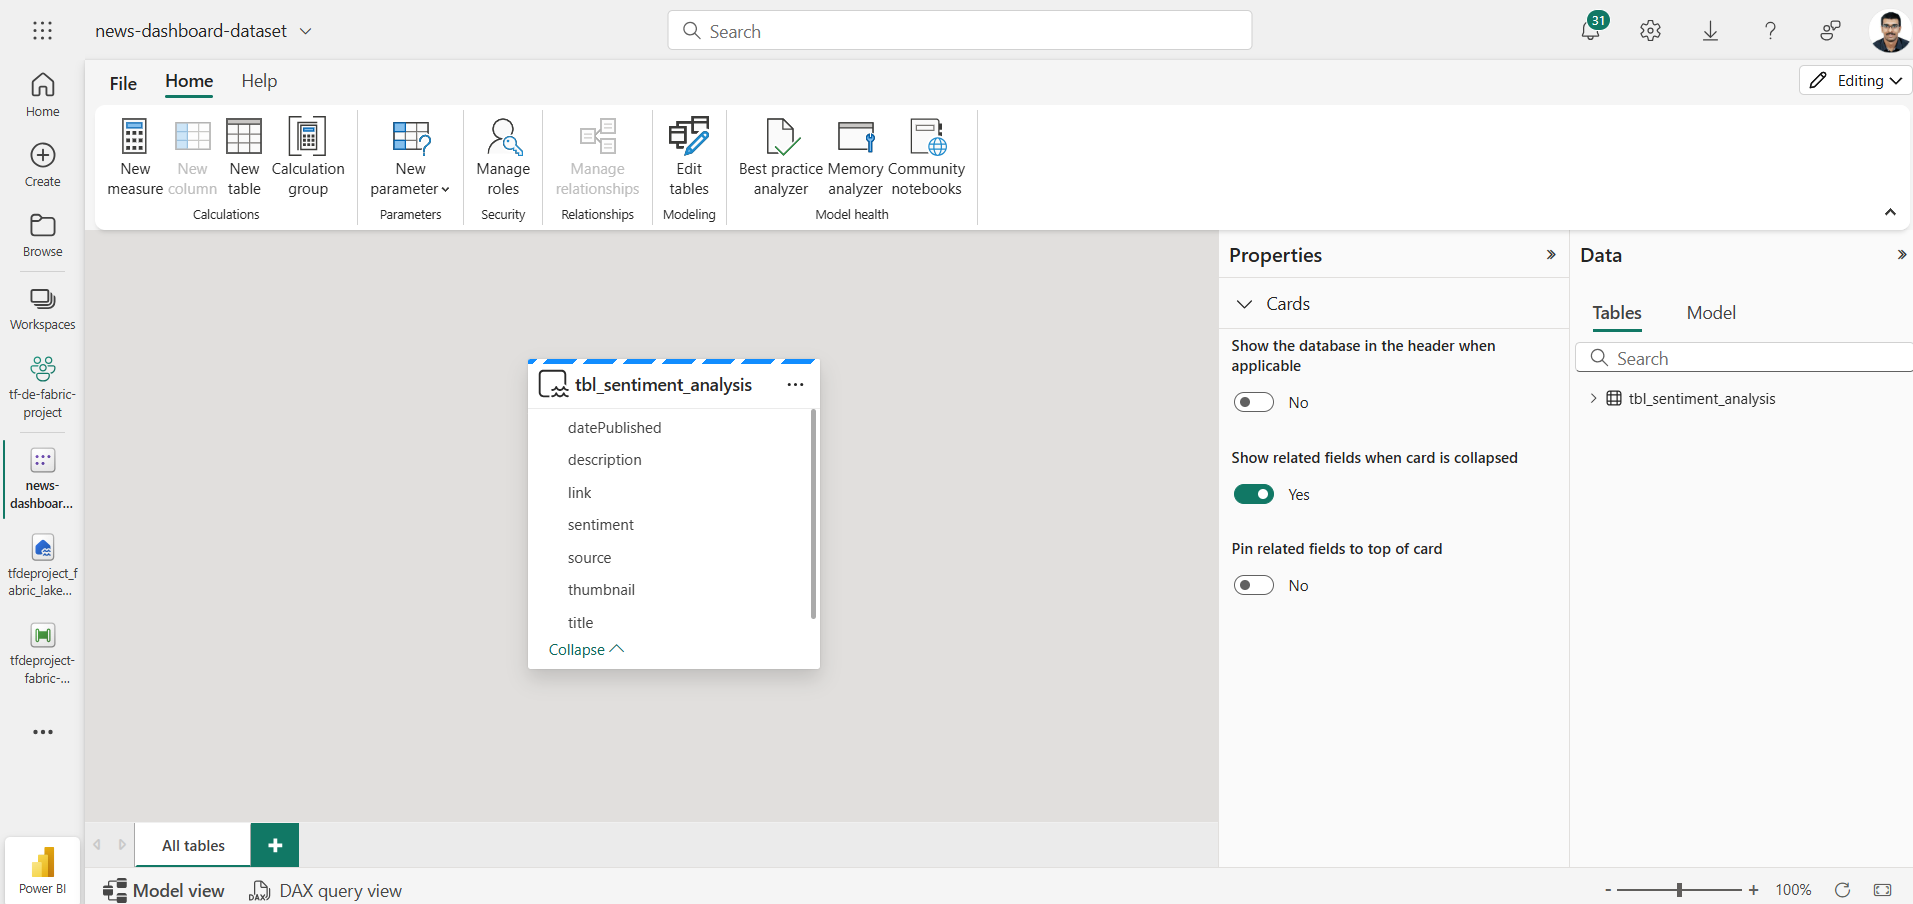 news-dashboard-dataset
Search
31
File
Home
Help
Editing
Home
Create
Browse
Workspaces
tf-de-fabric-
project
news-
dashboar...
tfdeproject_f
abric_lake...
tfdeproject-
fabric-...
Power BI
New
measure
New
column
New
table
Calculation
group
Calculations
New
parameter
Parameters
Manage
roles
Security
Manage
relationships
Relationships
Edit
tables
Modeling
Best practice
analyzer
Memory
analyzer
Community
notebooks
Model health
tbl_sentiment_analysis
datePublished
description
link
sentiment
source
thumbnail
title
Collapse
Properties
Cards
Show the database in the header when
applicable
No
Show related fields when card is collapsed
Yes
Pin related fields to top of card
No
Data
Tables
Model
Search
tbl_sentiment_analysis
All tables
+
Model view
DAX
DAX query view
- +
100%